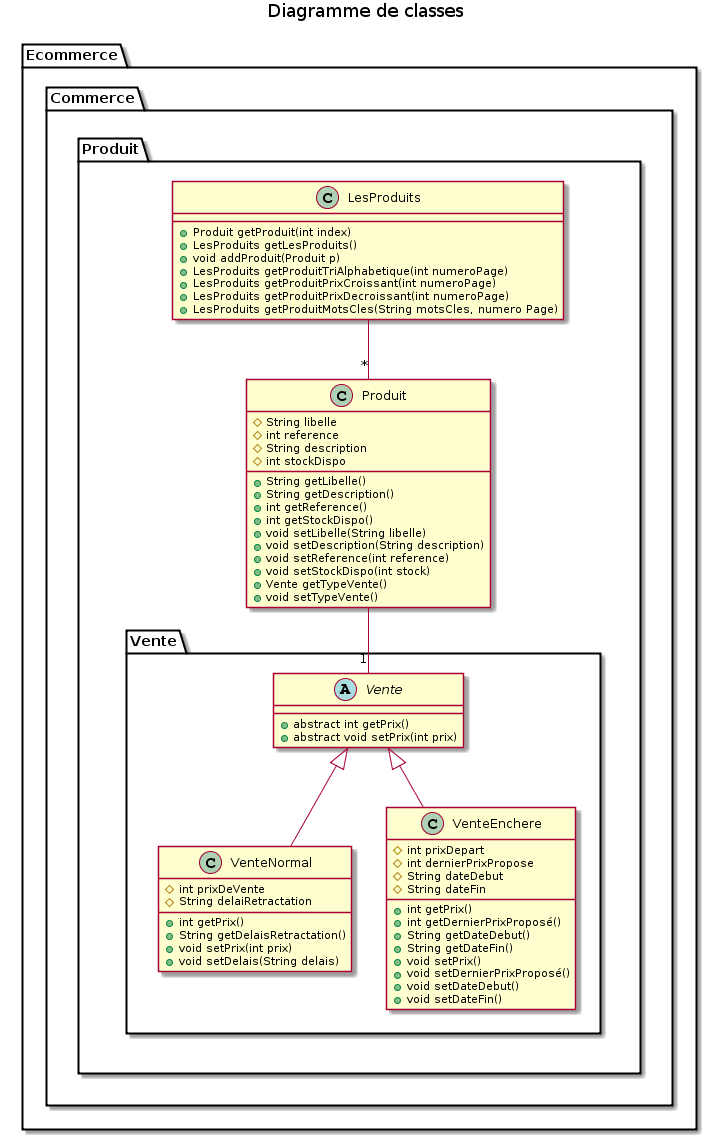 Diagramme de classes
Ecommerce
Commerce
Produit
C LesProduits
Produit getProduit(int index)
LesProduits getLesProduits()
void addProduit(Produit p)
LesProduits getProduitTriAlphabetique(int numeroPage)
LesProduits getProduitPrixCroissant(int numeroPage)
LesProduits getProduitPrixDecroissant(int numeroPage)
LesProduits getProduitMotsCles(String motsCles, numero Page)
*
C Produit
String libelle
int reference
String description
int stockDispo
String getLibelle()
String getDescription()
int getReference()
int getStockDispo()
void setLibelle(String libelle)
void setDescription(String description)
void setReference(int reference)
void setStockDispo(int stock)
Vente getTypeVente()
void setTypeVente()
Vente
1
A Vente
abstract int getPrix()
abstract void setPrix(int prix)
C VenteNormal
int prixDeVente
String delaiRetractation
int getPrix()
String getDelaisRetractation()
void setPrix(int prix)
void setDelais(String delais)
C VenteEnchere
int prixDepart
int dernierPrixPropose
String dateDebut
String dateFin
int getPrix()
int getDernierPrixProposé()
String getDateDebut()
String getDateFin()
void setPrix()
void setDernierPrixProposé()
void setDateDebut()
void setDateFin()